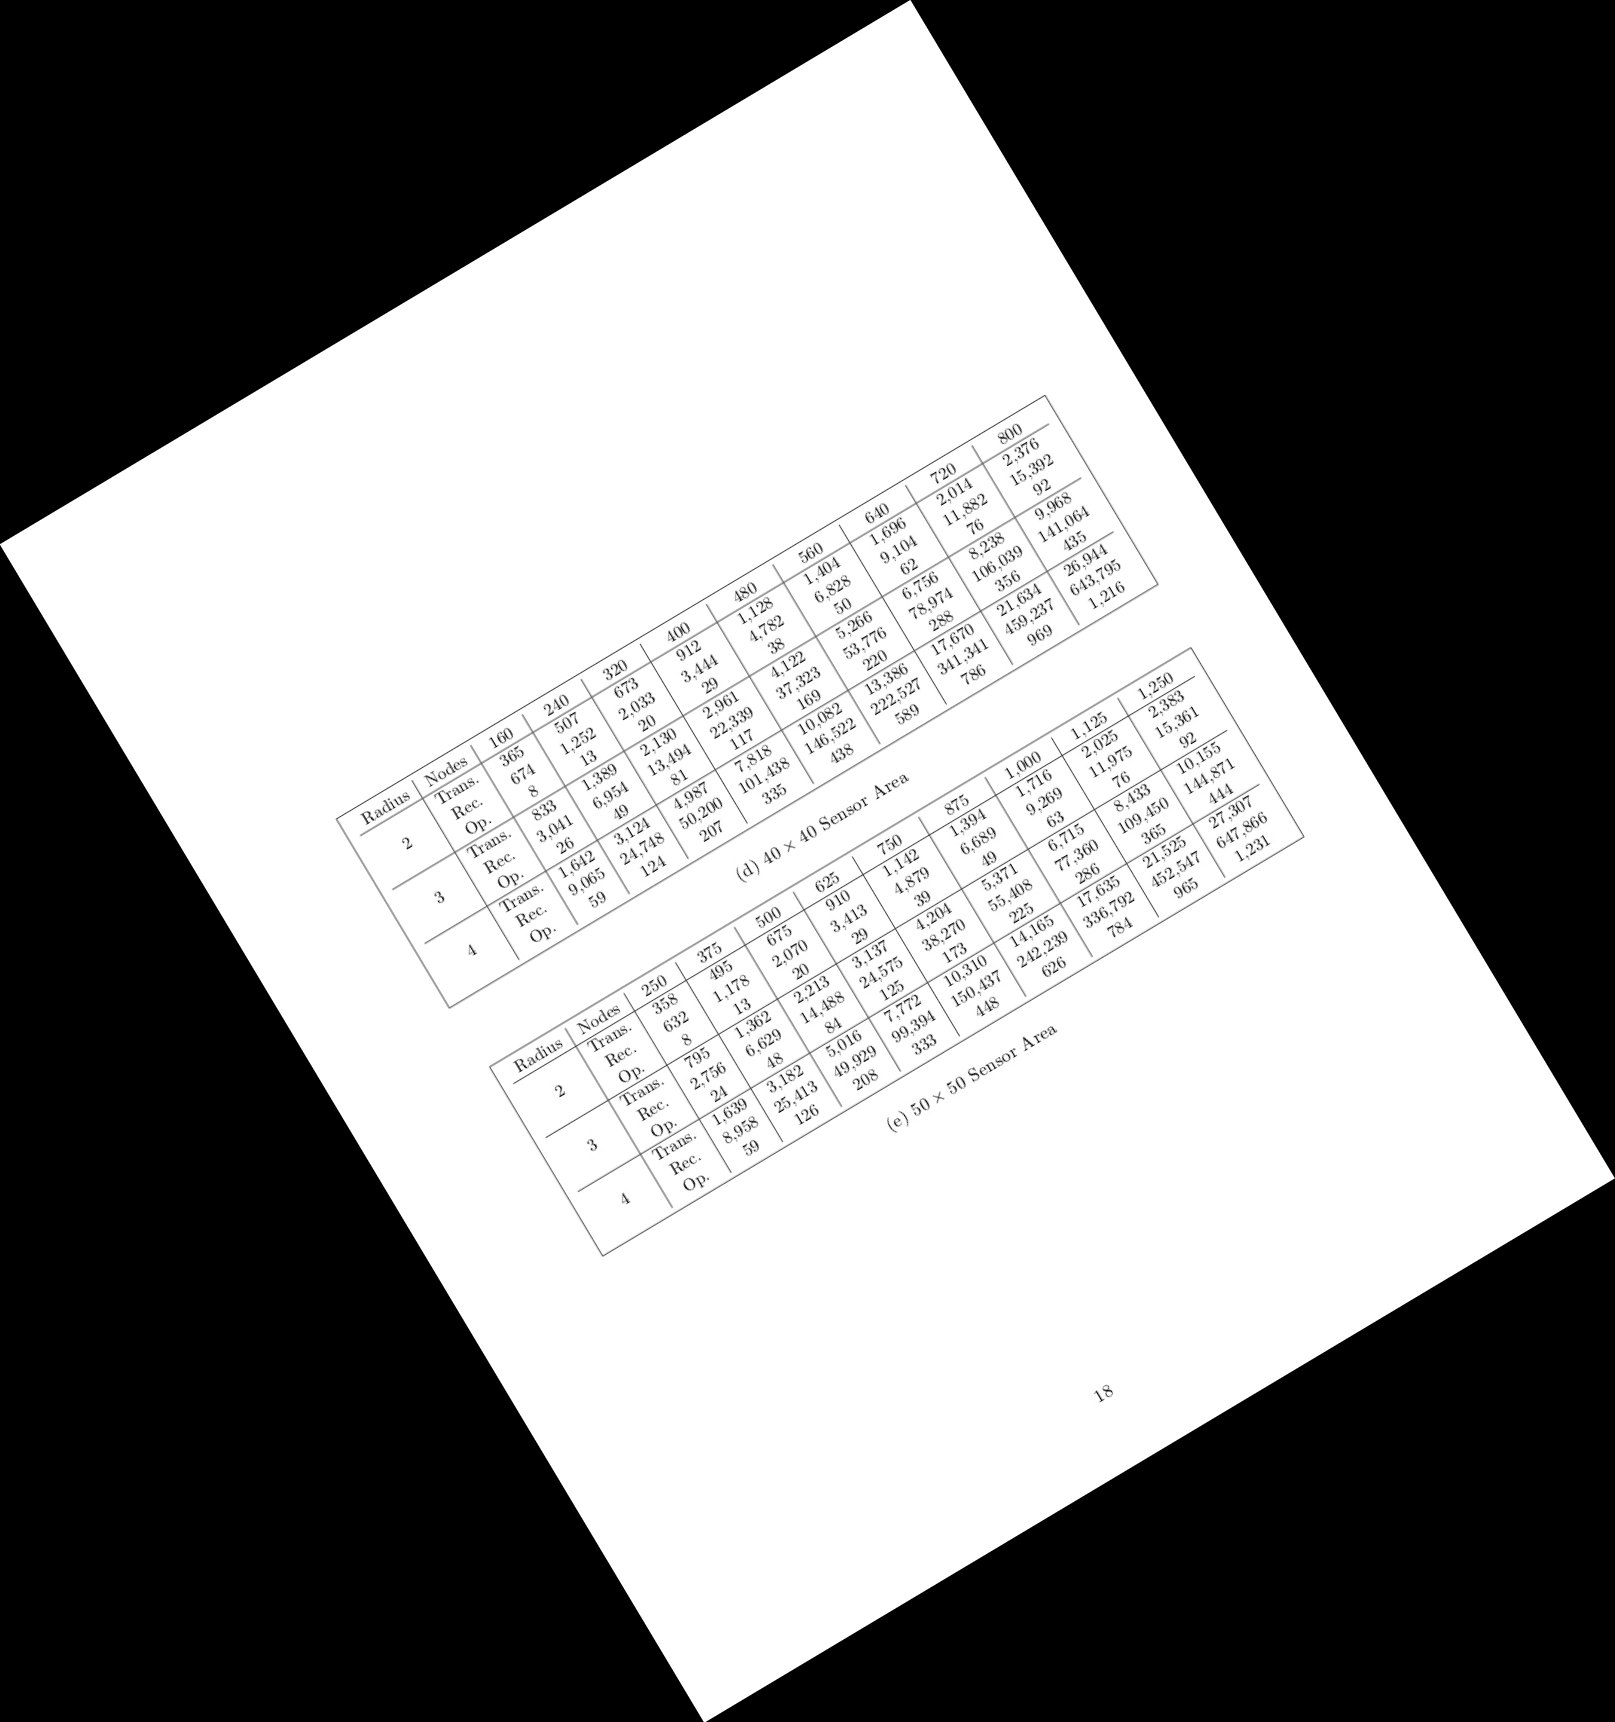 Radius Nodes 160 240 320 400 480 560 640 720 800
2 Trans. 365 507 673 912 1,128 1,404 1,696 2,014 2,376
Rec. 674 1,252 2,033 3,444 4,782 6,828 9,104 11,882 15,392
Op. 8 13 20 29 38 50 62 76 92
3 Trans. 833 1,389 2,130 2,961 4,122 5,266 6,756 8,238 9,968
Rec. 3,041 6,954 13,494 22,339 37,323 53,776 78,974 106,039 141,064
Op. 26 49 81 117 169 220 288 356 435
4 Trans. 1,642 3,124 4,987 7,818 10,082 13,386 17,670 21,634 26,944
Rec. 9,065 24,748 50,200 101,438 146,522 222,527 341,341 459,237 643,795
Op. 59 124 207 335 438 589 786 969 1,216
(d) 40 × 40 Sensor Area
Radius Nodes 250 375 500 625 750 875 1,000 1,125 1,250
2 Trans. 358 495 675 910 1,142 1,394 1,716 2,025 2,383
Rec. 632 1,178 2,070 3,413 4,879 6,689 9,269 11,975 15,361
Op. 8 13 20 29 39 49 63 76 92
3 Trans. 795 1,362 2,213 3,137 4,204 5,371 6,715 8,433 10,155
Rec. 2,756 6,629 14,488 24,575 38,270 55,408 77,360 109,450 144,871
Op. 24 48 84 125 173 225 286 365 444
4 Trans. 1,639 3,182 5,016 7,772 10,310 14,165 17,635 21,525 27,307
Rec. 8,958 25,413 49,929 99,394 150,437 242,239 336,792 452,547 647,866
Op. 59 126 208 333 448 626 784 965 1,231
(e) 50 × 50 Sensor Area
18